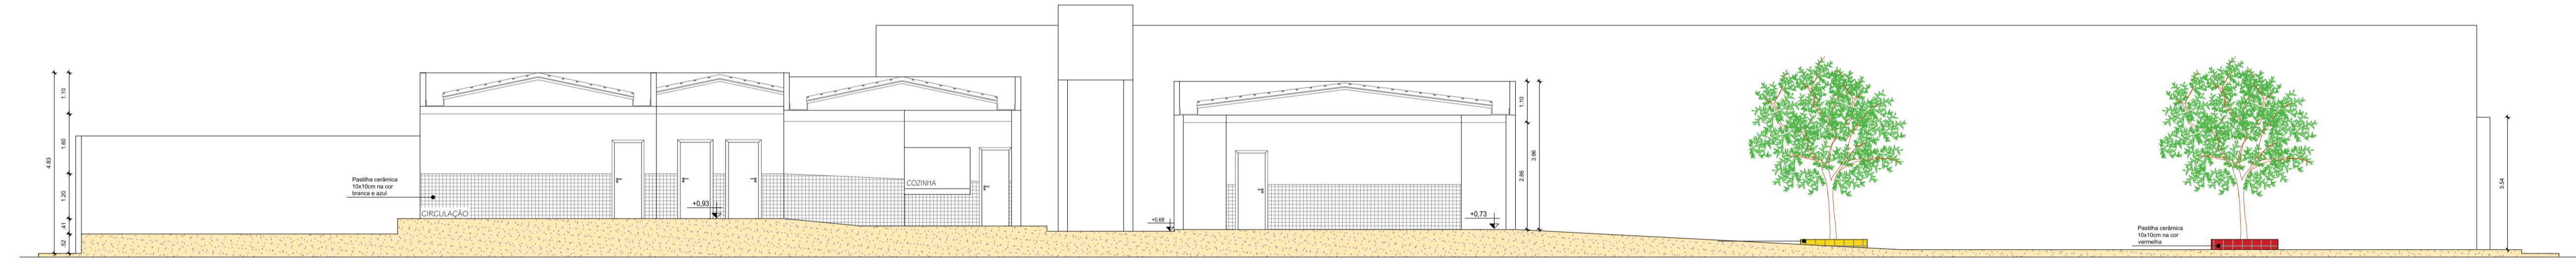 4.83
1.10
1.60
1.20
.41
.52
Pastilha cerâmica
10x10cm na cor
branca e azul
CIRCULAÇÃO
+0,93
COZINHA
+0,68
+0,73
1.10
2.86
3.96
Pastilha cerâmica
10x10cm na cor
vermelha
3.54